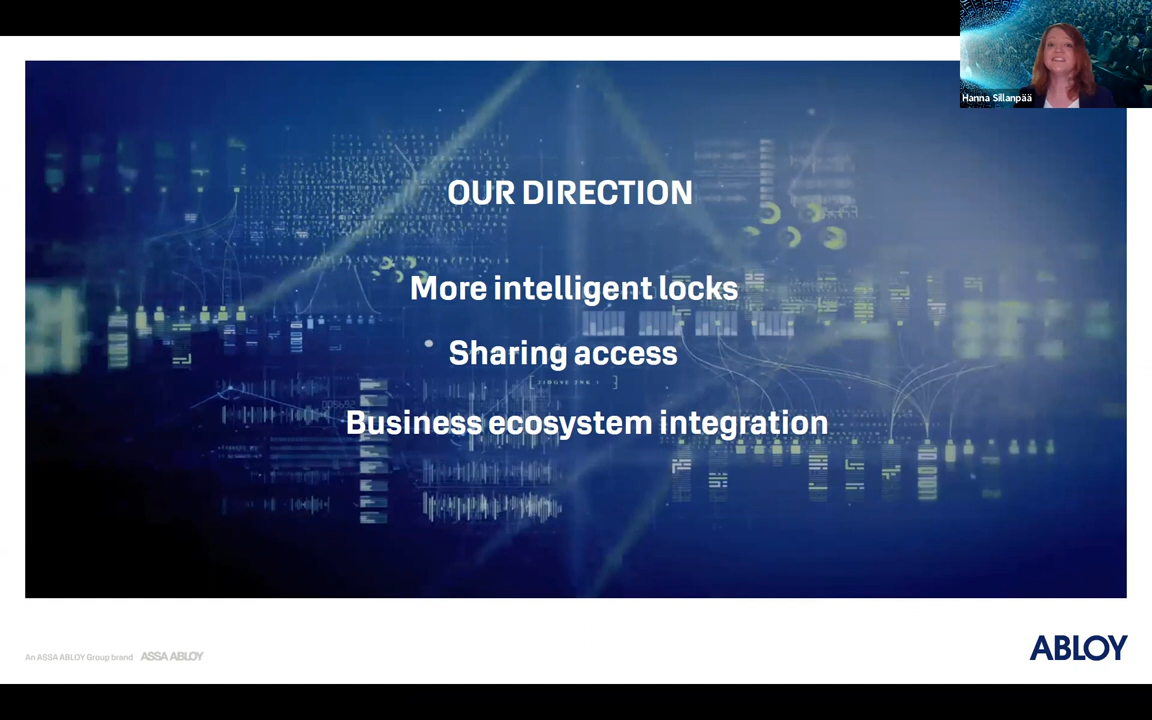 Hanna Sillanpää
OUR DIRECTION
More intelligent locks
Sharing access
Business ecosystem integration
An ASSA ABLOY Group brand ASSA ABLOY
ABLOY